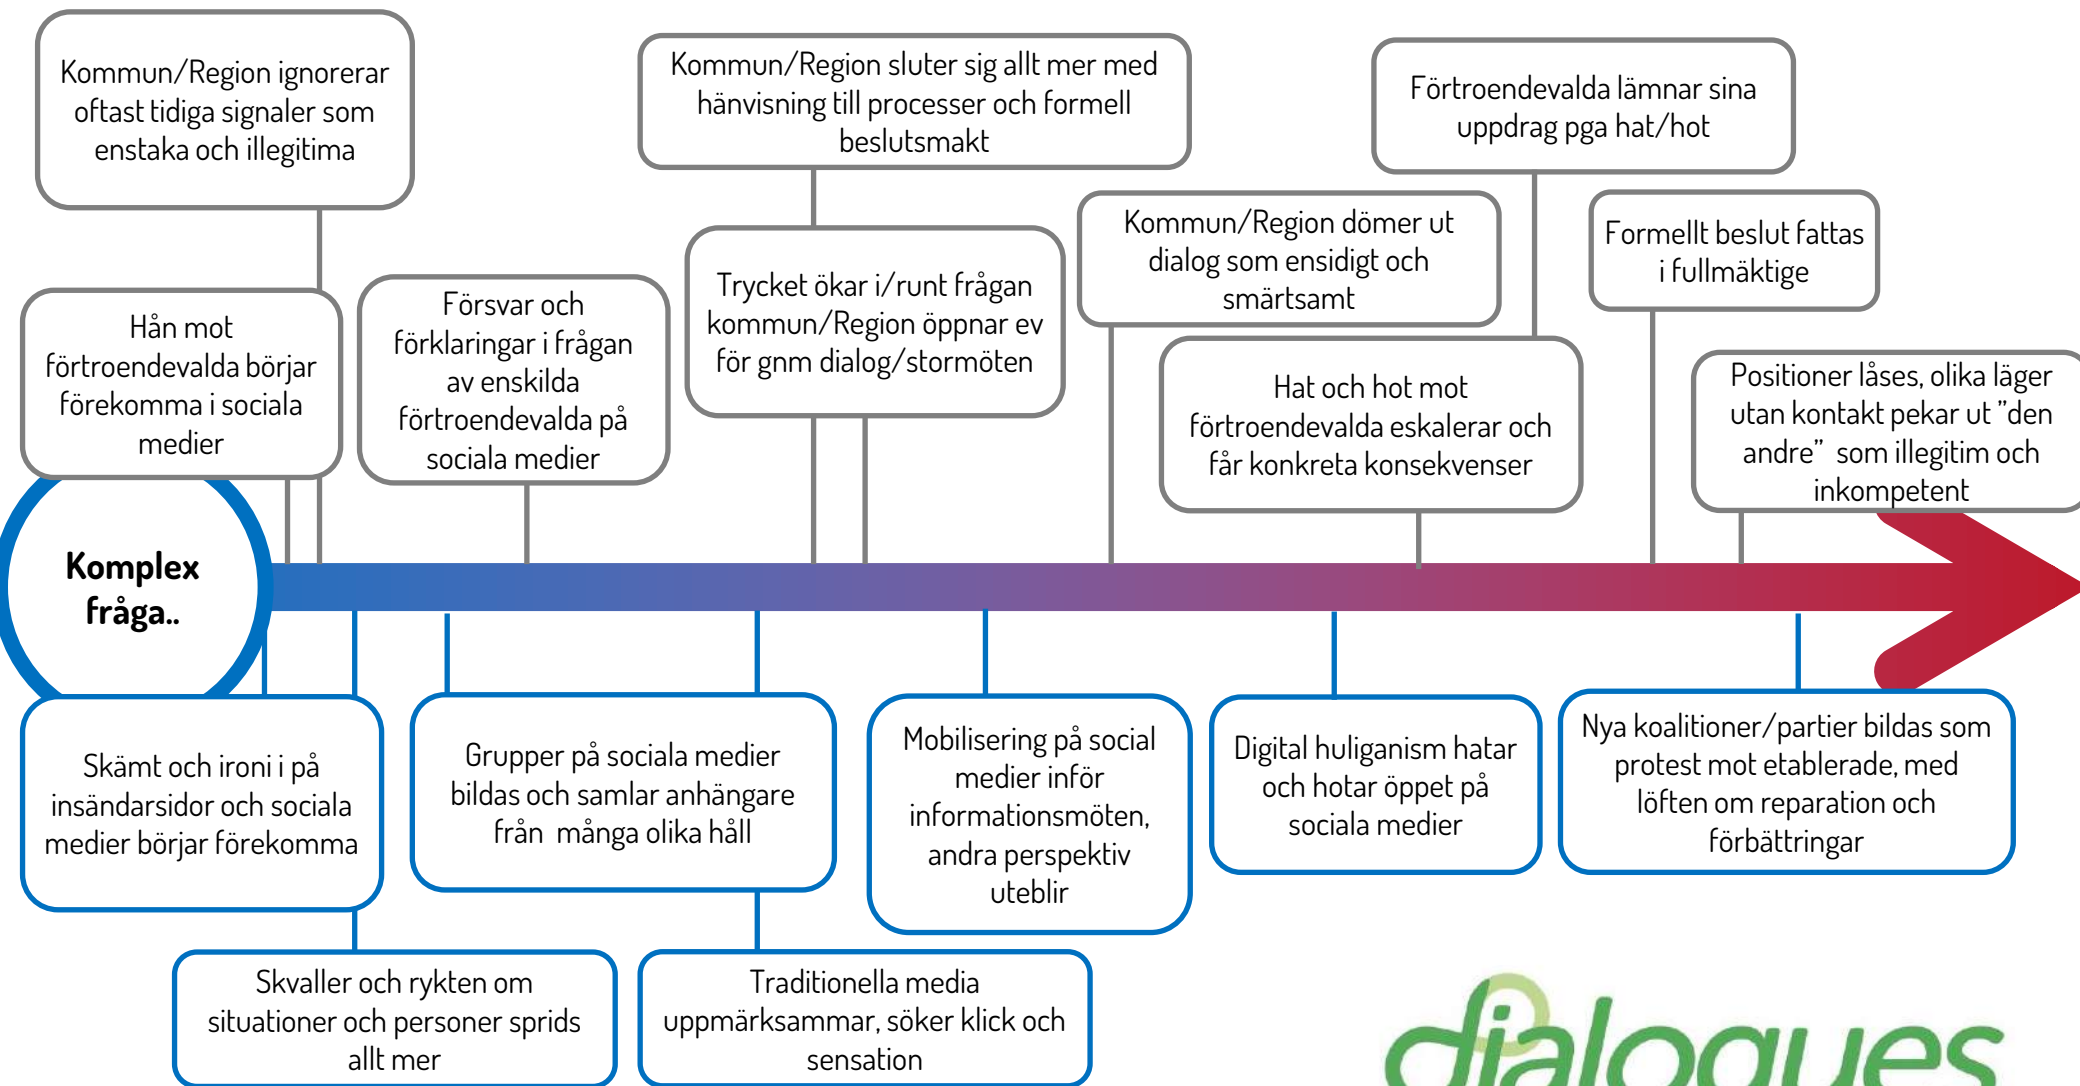 Kommun/Region ignorerar
oftast tidiga signaler som
enstaka och illegitima
Kommun/Region sluter sig allt mer med
hänvisning till processer och formell
beslutsmakt
Förtroendevalda lämnar sina
uppdrag pga hat/hot
Kommun/Region dömer ut
dialog som ensidigt och
smärtsamt
Formellt beslut fattas
i fullmäktige
Hån mot
förtroendevalda börjar
förekomma i sociala
medier
Försvar och
förklaringar i frågan
av enskilda
förtroendevalda på
sociala medier
Trycket ökar i/runt frågan
kommun/Region öppnar ev
för gnm dialog/stormöten
Hat och hot mot
förtroendevalda eskalerar och
får konkreta konsekvenser
Positioner låses, olika läger
utan kontakt pekar ut ”den
andre” som illegitim och
inkompetent
Komplex
fråga..
Skämt och ironi i på
insändarsidor och sociala
medier börjar förekomma
Grupper på sociala medier
bildas och samlar anhängare
från många olika håll
Mobilisering på social
medier inför
informationsmöten,
andra perspektiv
uteblir
Digital huliganism hatar
och hotar öppet på
sociala medier
Nya koalitioner/partier bildas som
protest mot etablerade, med
löften om reparation och
förbättringar
Skvaller och rykten om
situationer och personer sprids
allt mer
Traditionella media
uppmärksammar, söker klick och
sensation
dialogues